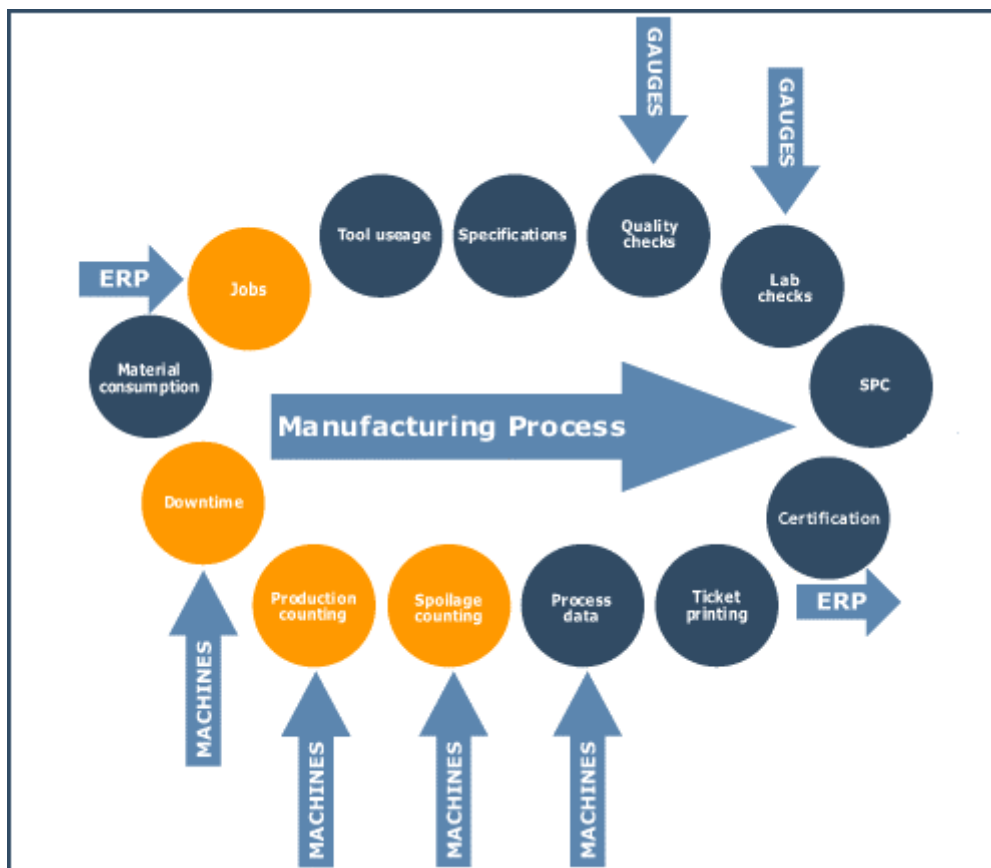 GAUGES
GAUGES
Tool useage
Specifications
Quality
checks
Lab
checks
ERP
Jobs
Material
consumption
SPC
Manufacturing Process
Downtime
Certification
Production
counting
Spoilage
counting
Process
data
Ticket
printing
ERP
MACHINES
MACHINES
MACHINES
MACHINES